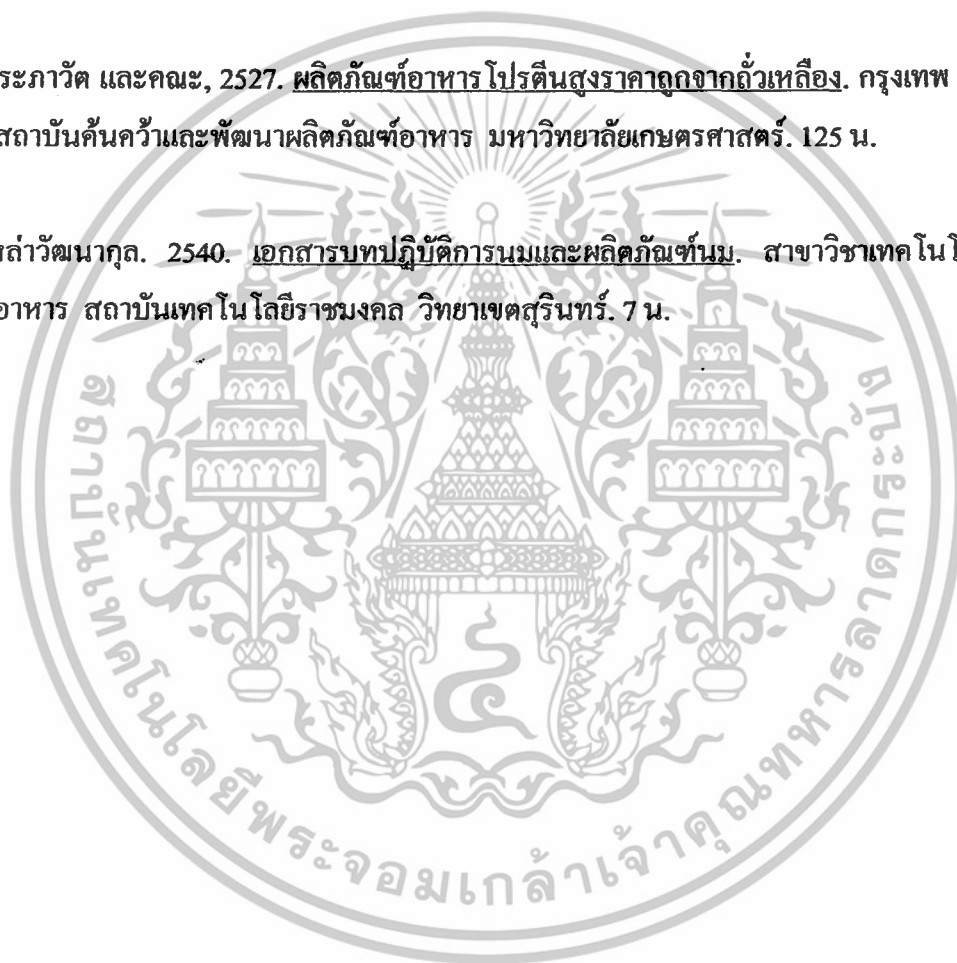 ระภาวัต และคณะ, 2527. ผลิตภัณฑ์อาหารโปรตีนสูงราคาถูกจากถั่วเหลือง. กรุงเทพ
สถาบันค้นคว้าและพัฒนาผลิตภัณฑ์อาหาร มหาวิทยาลัยเกษตรศาสตร์. 125 น.
หล่าวัฒนากุล. 2540. เอกสารบทปฏิบัติการนมและผลิตภัณฑ์นม. สาขาวิชาเทคโนโ
อาหาร สถาบันเทคโนโลยีราชมงคล วิทยาเขตสุรินทร์. 7 น.
สถาบันเทคโนโลยีพระจอมเกล้าเจ้าคุณทหารลาดกระบัง